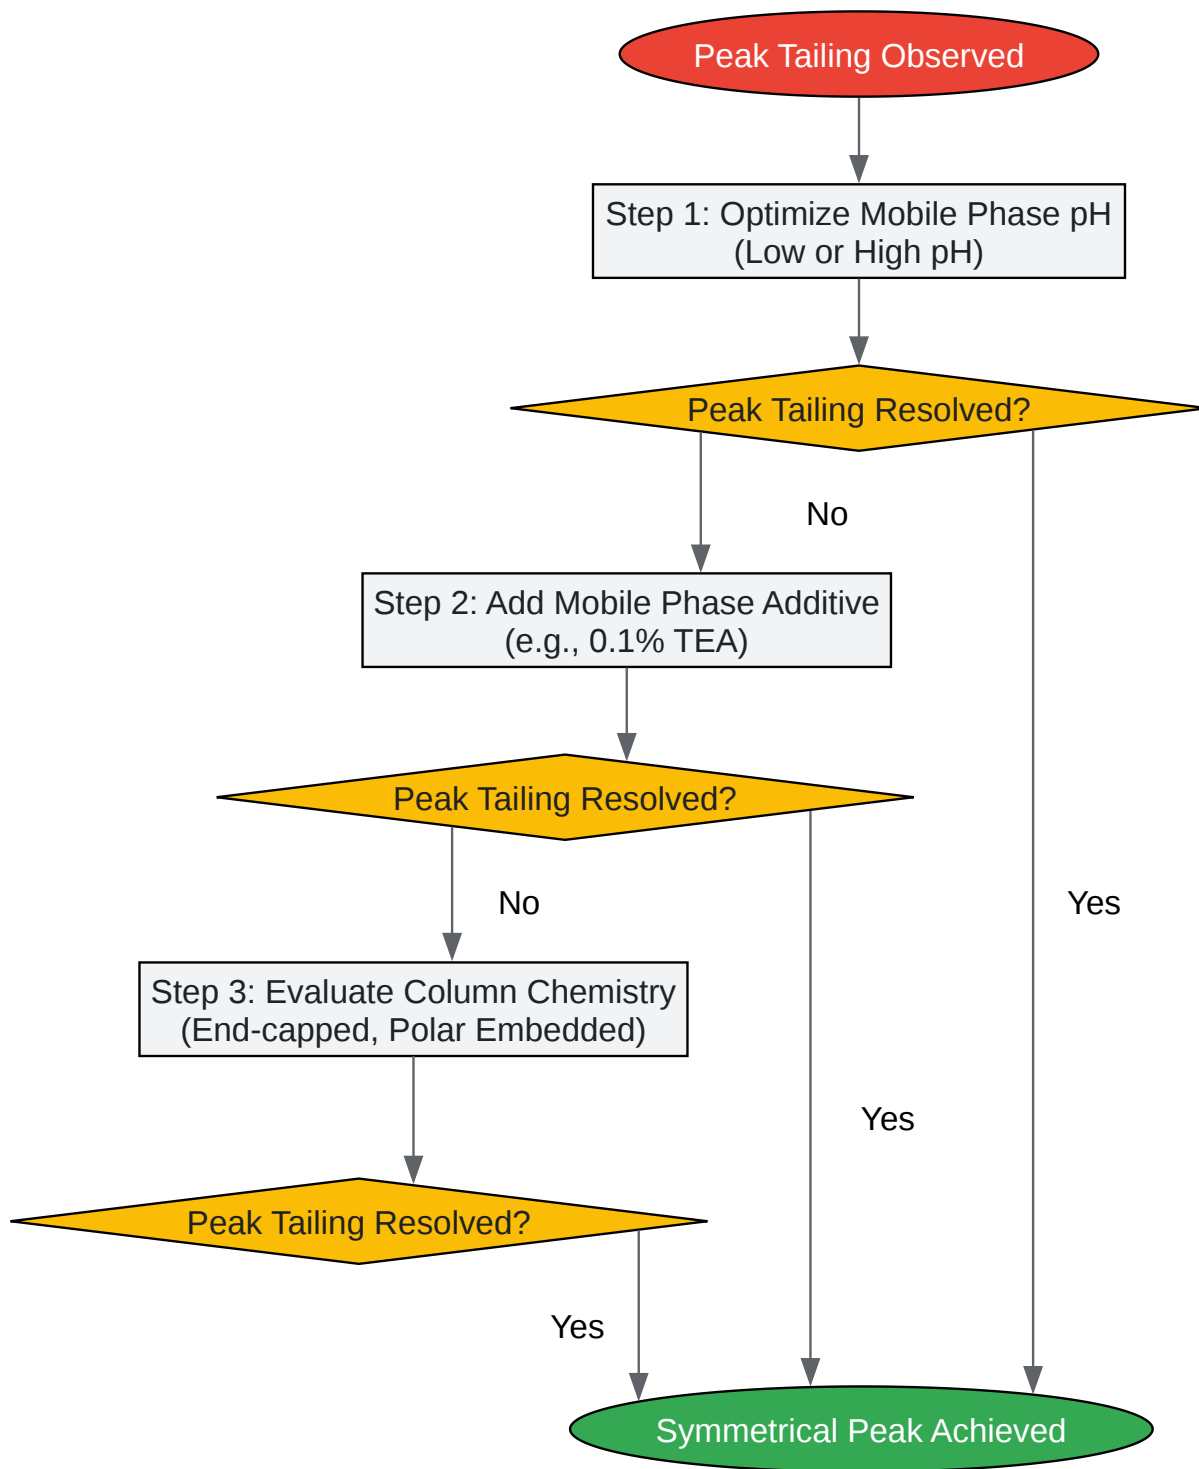 Peak Tailing Observed
Step 1: Optimize Mobile Phase pH
(Low or High pH)
Peak Tailing Resolved?
No
Step 2: Add Mobile Phase Additive
(e.g., 0.1% TEA)
Peak Tailing Resolved?
No
Yes
Step 3: Evaluate Column Chemistry
(End-capped, Polar Embedded)
Yes
Peak Tailing Resolved?
Yes
Symmetrical Peak Achieved